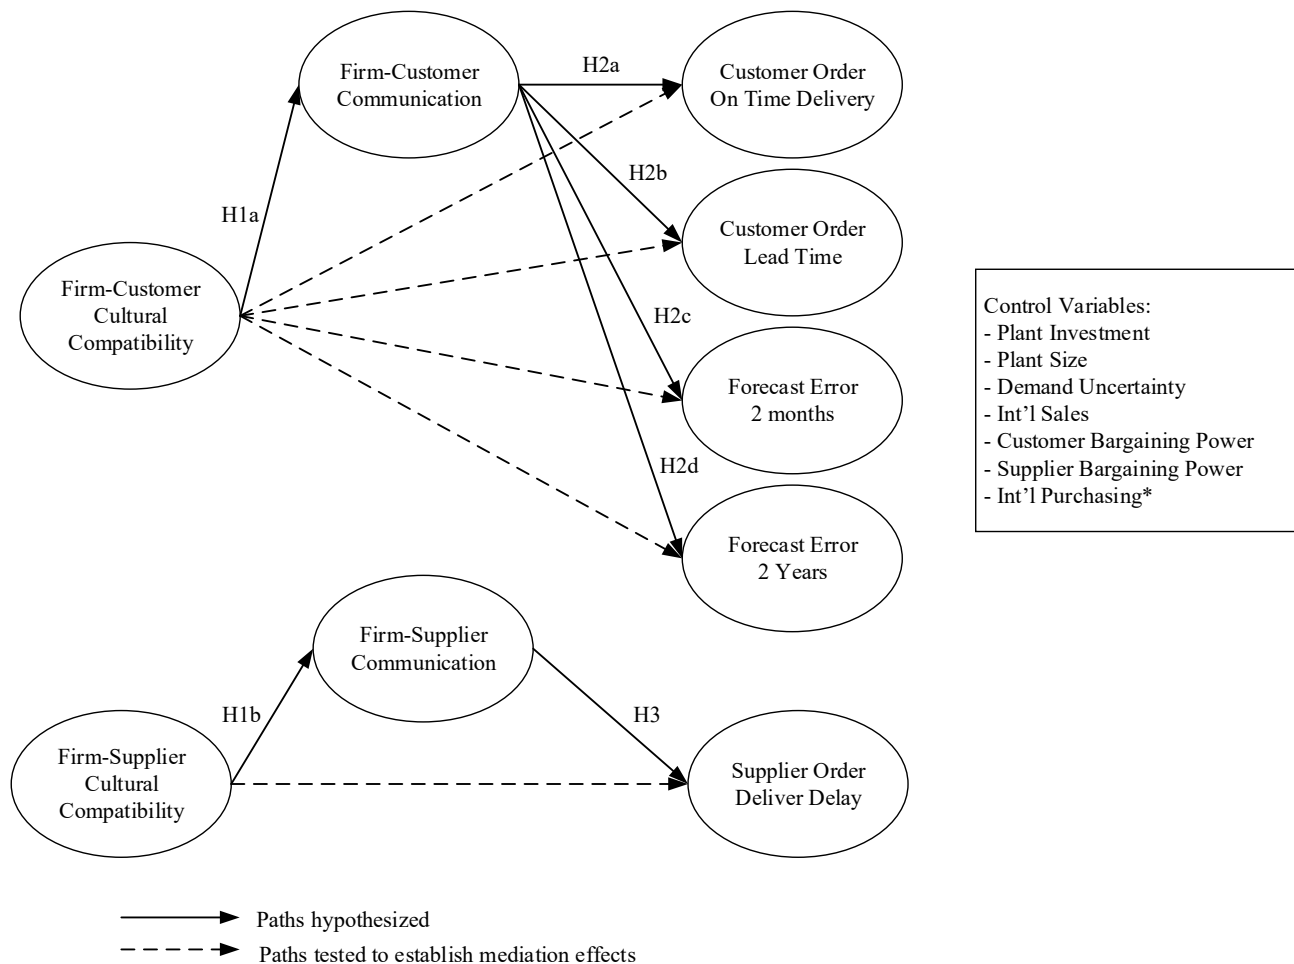 Firm-Customer
Communication
H2a
Customer Order
On Time Delivery
H1a
H2b
Customer Order
Lead Time
Firm-Customer
Cultural
Compatibility
H2c
Forecast Error
2 months
H2d
Forecast Error
2 Years
Control Variables:
- Plant Investment
- Plant Size
- Demand Uncertainty
- Int’l Sales
- Customer Bargaining Power
- Supplier Bargaining Power
- Int’l Purchasing*
Firm-Supplier
Communication
H1b
H3
Firm-Supplier
Cultural
Compatibility
Supplier Order
Deliver Delay
Paths hypothesized
Paths tested to establish mediation effects